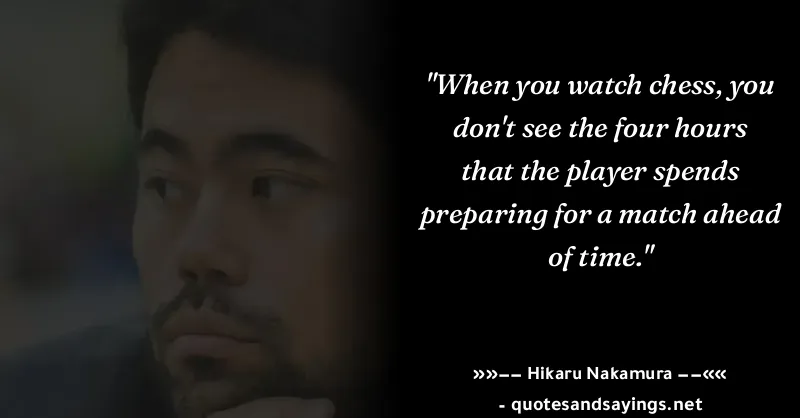 "When you watch chess, you
don't see the four hours
that the player spends
preparing for a match ahead
of time."
»»−− Hikaru Nakamura −−««
- quotesandsayings.net